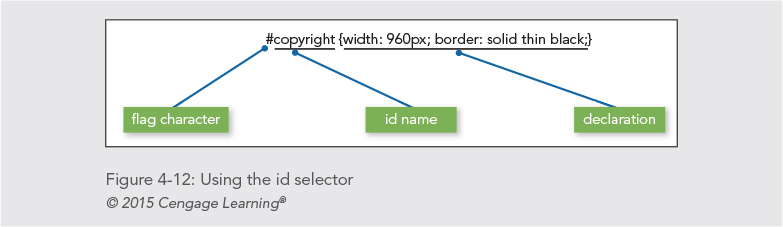 #copyright {width: 960px; border: solid thin black;}
flag character
id name
declaration
Figure 4-12: Using the id selector
© 2015 Cengage Learning®